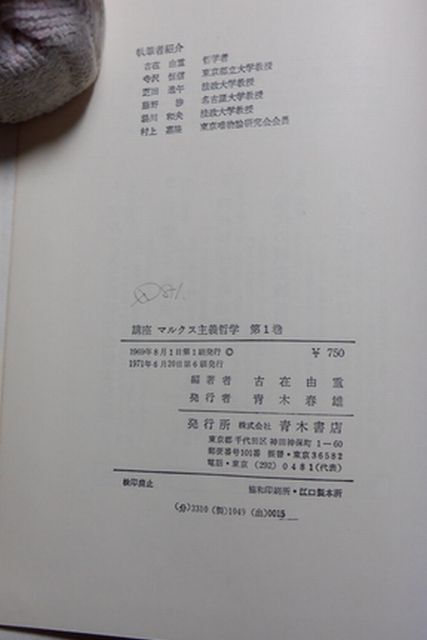 執筆者紹介
古在 由重 哲学者
寺沢 恒信 東京都立大学教授
芝田 進午 法政大学教授
藤野 渉 名古屋大学教授
湯川 和夫 法政大学教授
村上 嘉隆 東京唯物論研究会会員
講座 マルクス主義哲学 第1巻
1969年8月1日第1刷発行 © ¥750
1971年6月20日第6刷発行
編著者 古在由重
発行者 青木春雄
発行所 株式会社 青木書店
東京都千代田区神田神保町1-60
郵便番号101番 振替・東京36582
電話・東京(292)0481(代表)
検印廃止 協和印刷所・江口製本所
(分)3310 (製)1049 (出)0015